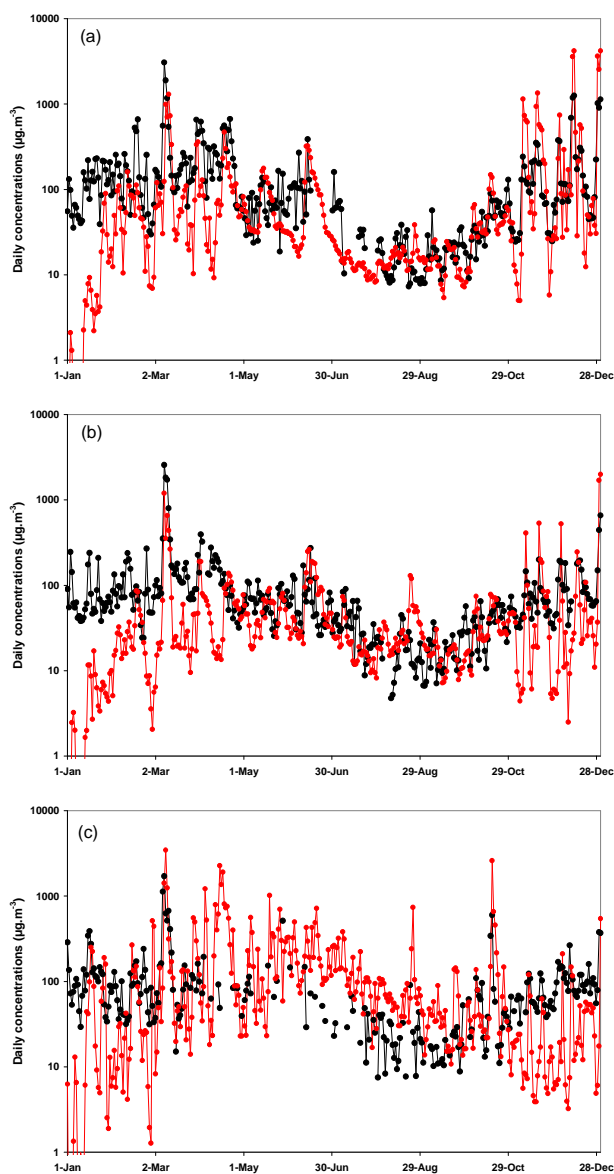 (a)
Daily concentrations (µg.m⁻³)
10000
1000
100
10
1
1-Jan 2-Mar 1-May 30-Jun 29-Aug 29-Oct 28-Dec
(b)
Daily concentrations (µg.m⁻³)
10000
1000
100
10
1
1-Jan 2-Mar 1-May 30-Jun 29-Aug 29-Oct 28-Dec
(c)
Daily concentrations (µg.m⁻³)
10000
1000
100
10
1
1-Jan 2-Mar 1-May 30-Jun 29-Aug 29-Oct 28-Dec